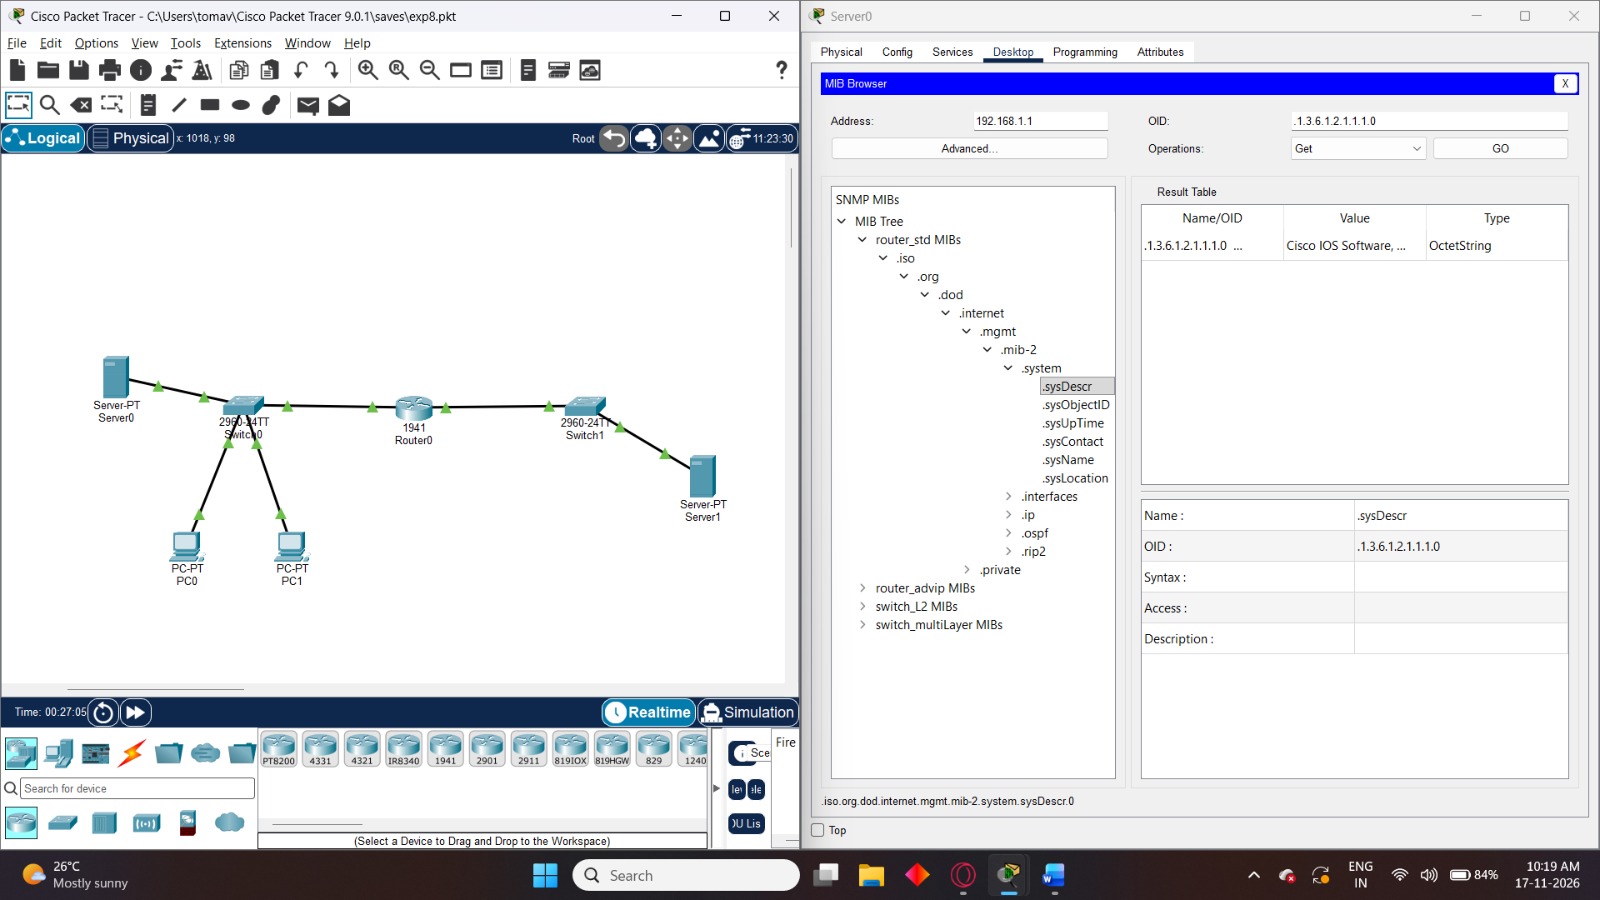 Cisco Packet Tracer - C:\Users\tomav\Cisco Packet Tracer 9.0.1\saves\exp8.pkt
File Edit Options View Tools Extensions Window Help
Logical Physical x: 1018, y: 98 Root 11:23:30
Server-PT
Server0
2960-24TT
Switch0
1941
Router0
2960-24TT
Switch1
Server-PT
Server1
PC-PT
PC0
PC-PT
PC1
Time: 00:27:05 Realtime Simulation
PT8200 4331 4321 IR8340 1941 2901 2911 819IOX 819HGW 829 1240
Search for device
(Select a Device to Drag and Drop to the Workspace)
Sce Fire
Server0
Physical Config Services Desktop Programming Attributes
MIB Browser X
Address: 192.168.1.1 OID: .1.3.6.1.2.1.1.1.0
Advanced... Operations: Get GO
SNMP MIBs
MIB Tree
router_std MIBs
.iso
.org
.dod
.internet
.mgmt
.mib-2
.system
.sysDescr
.sysObjectID
.sysUpTime
.sysContact
.sysName
.sysLocation
.interfaces
.ip
.ospf
.rip2
.private
router_advip MIBs
switch_L2 MIBs
switch_multiLayer MIBs
Result Table
Name/OID Value Type
.1.3.6.1.2.1.1.1.0 ... Cisco IOS Software, ... OctetString
Name : .sysDescr
OID : .1.3.6.1.2.1.1.1.0
Syntax :
Access :
Description :
.iso.org.dod.internet.mgmt.mib-2.system.sysDescr.0
Top
26°C
Mostly sunny
Search
ENG
IN
84%
10:19 AM
17-11-2026